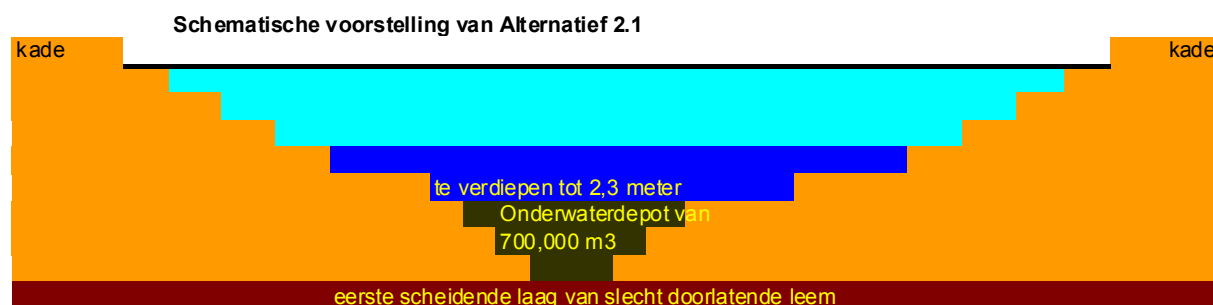 Schematische voorstelling van Alternatief 2.1
kade
kade
te verdiepen tot 2,3 meter
Onderwaterdepot van
700,000 m3
eerste scheidende laag van slecht doorlatende leem